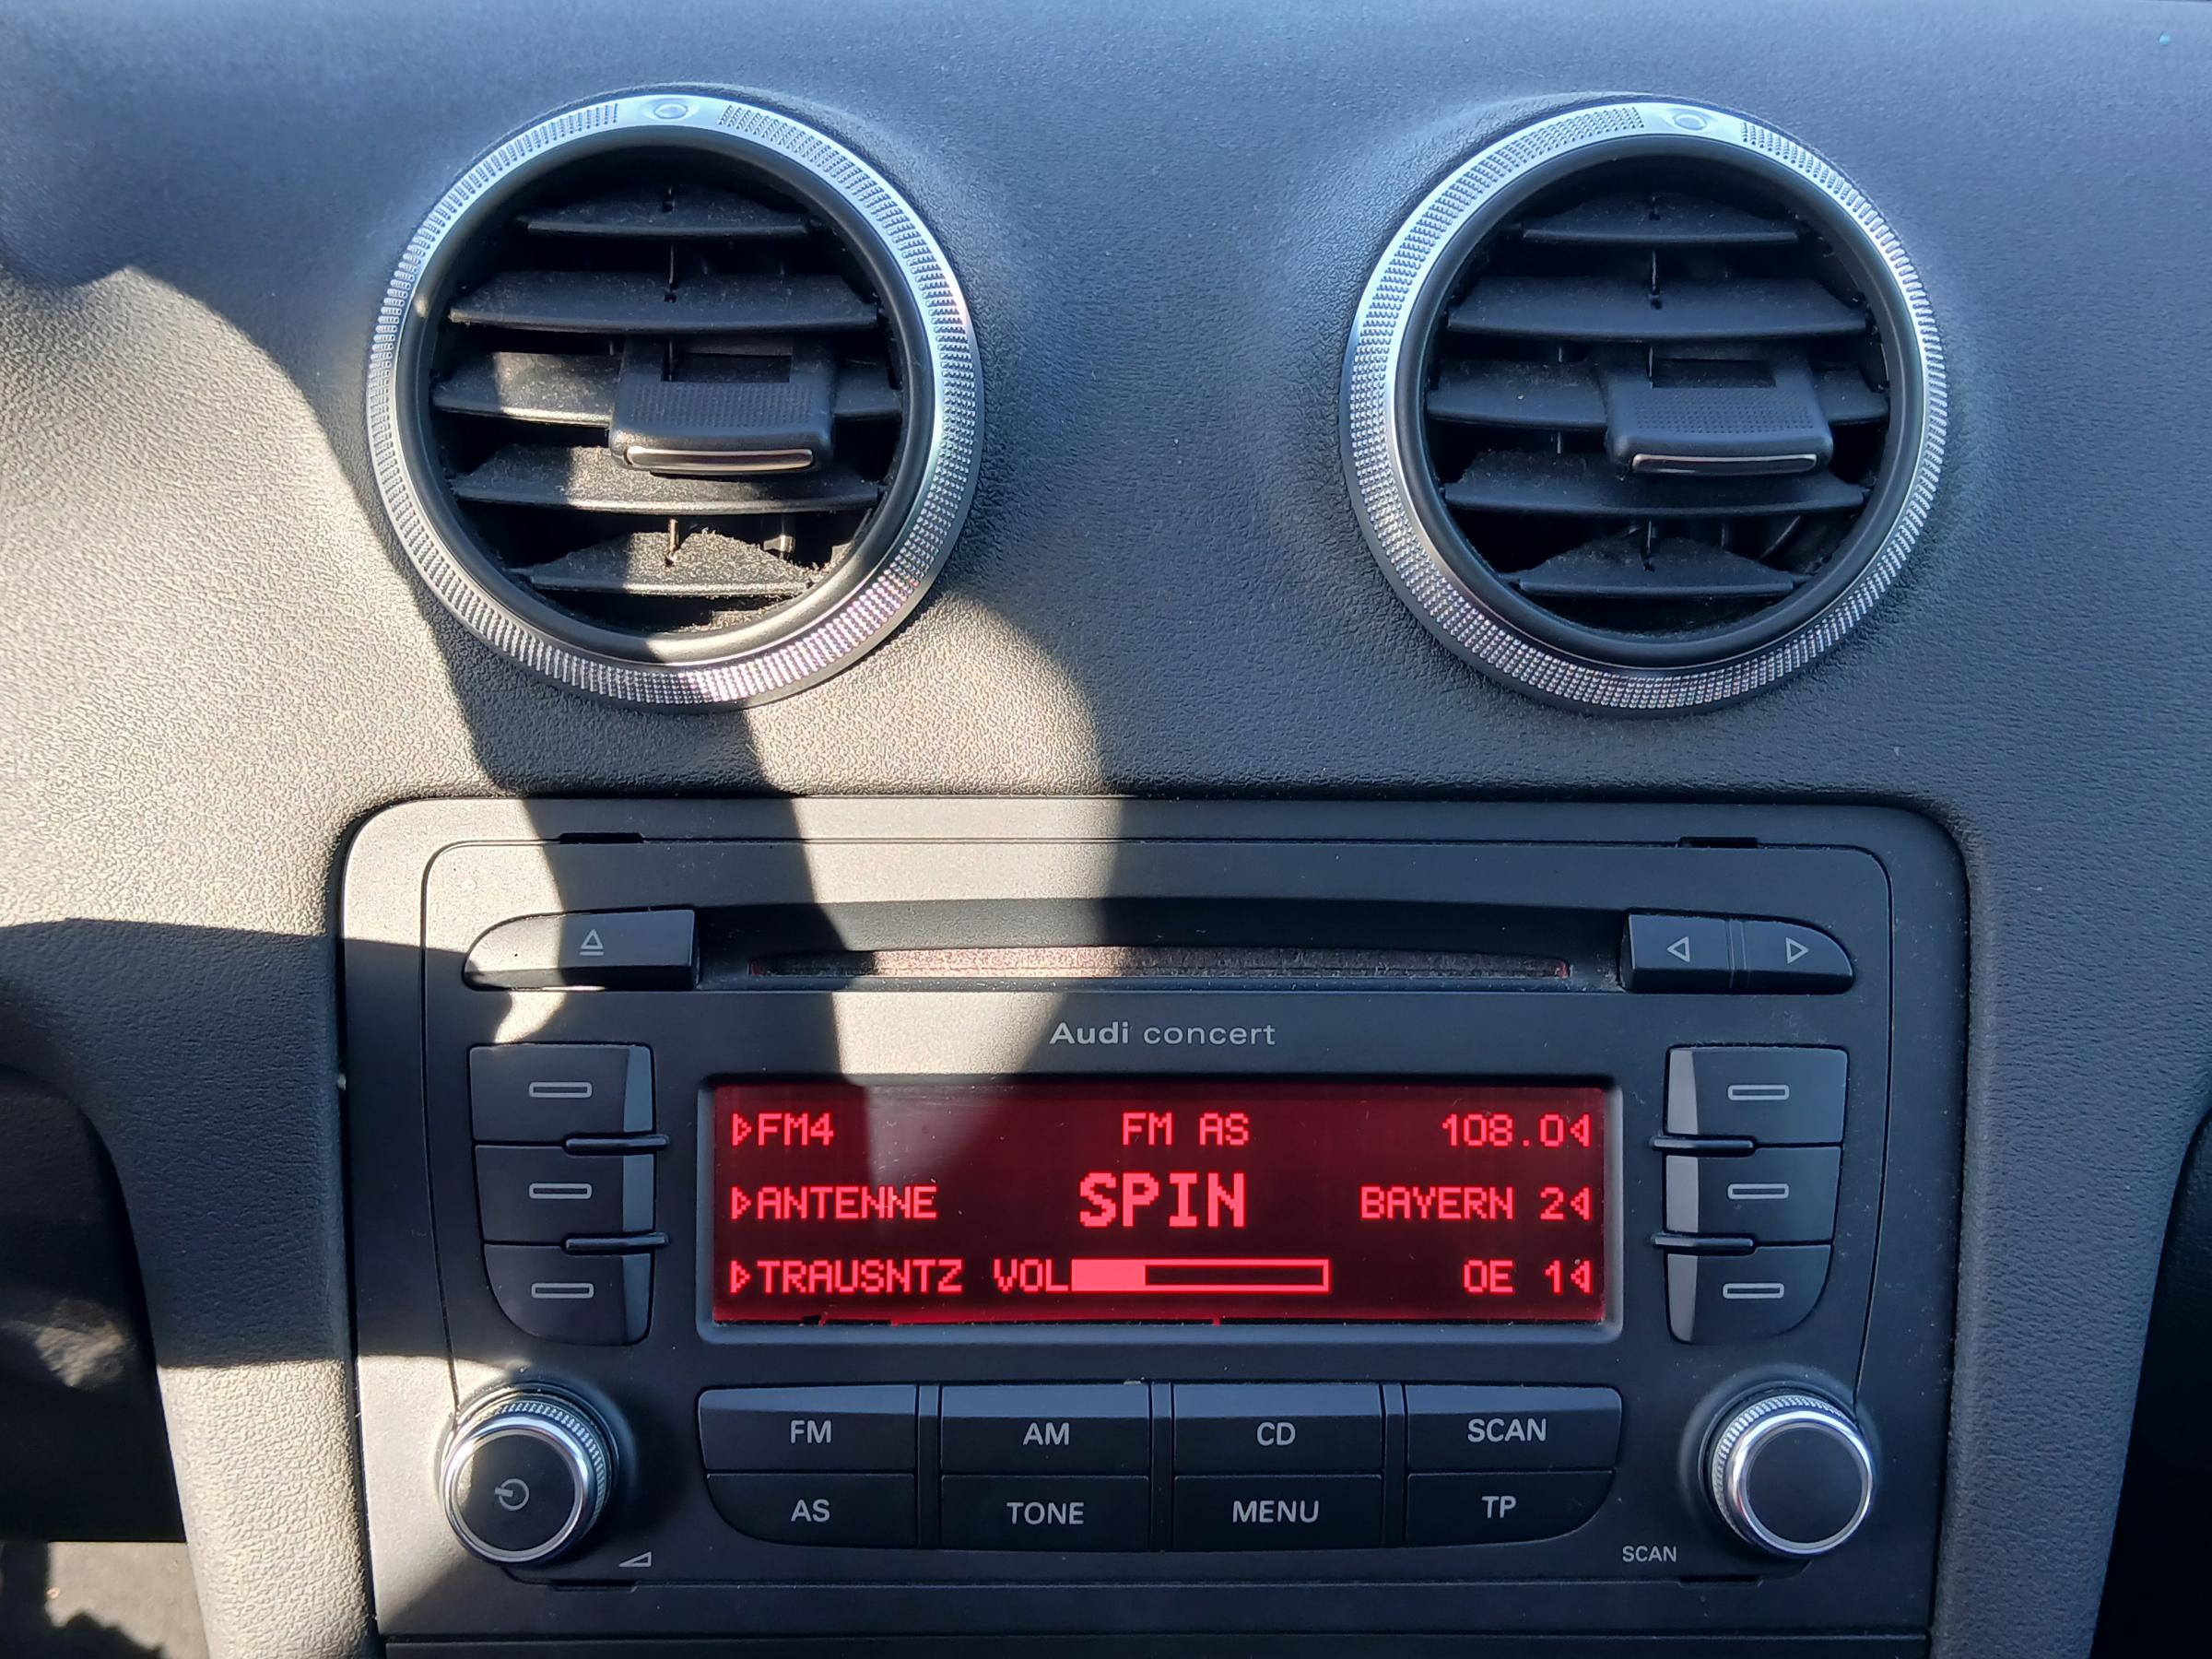 Audi concert
FM4 FM AS 108.0
ANTENNE SPIN BAYERN 2
TRAUSNTZ VOL OE 1
FM AM CD SCAN
AS TONE MENU TP
SCAN